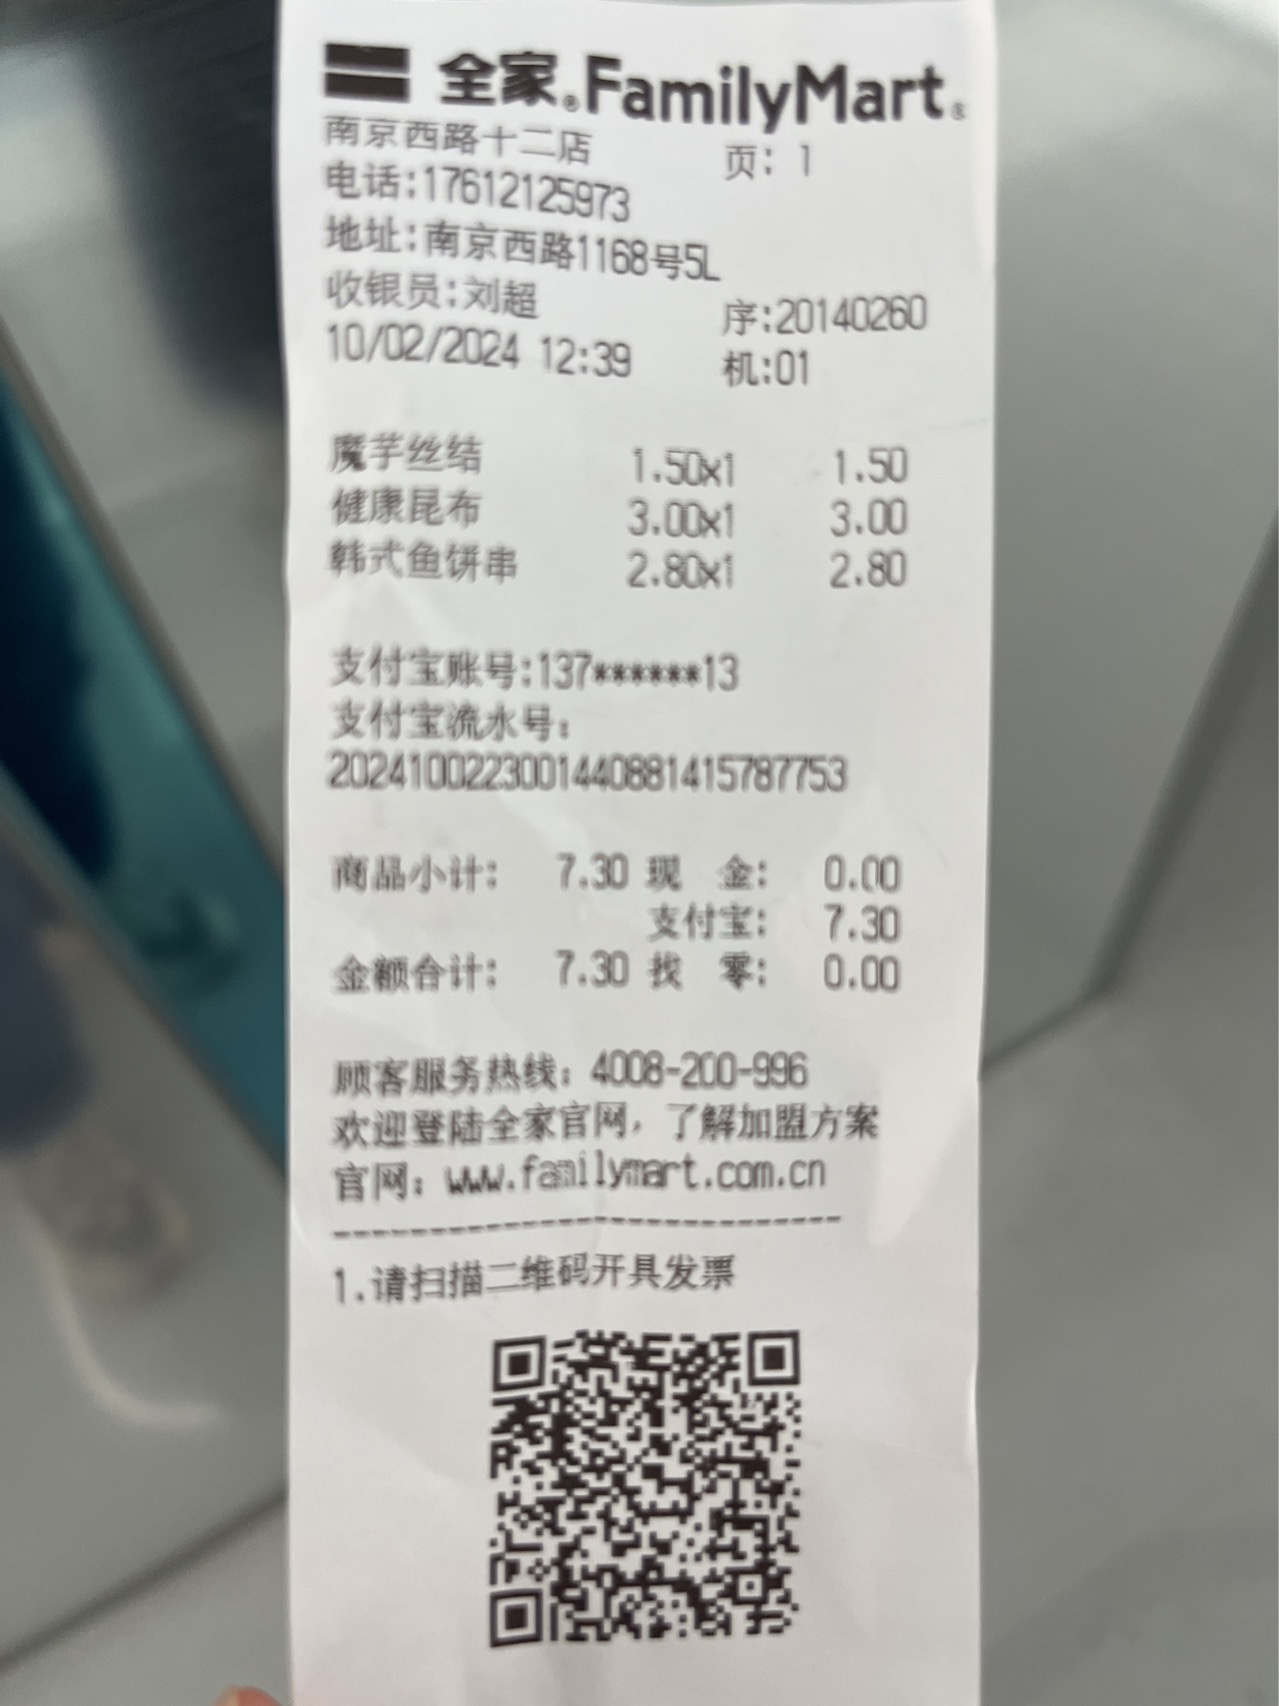 全家®FamilyMart®
南京西路十二店 页: 1
电话:17612125973
地址:南京西路1168号5L
收银员:刘超 序:20140260
10/02/2024 12:39 机:01
魔芋丝结 1.50x1 1.50
健康昆布 3.00x1 3.00
韩式鱼饼串 2.80x1 2.80
支付宝账号:137******13
支付宝流水号:
2024100223001440881415787753
商品小计: 7.30 现 金: 0.00
支付宝: 7.30
金额合计: 7.30 找 零: 0.00
顾客服务热线: 4008-200-996
欢迎登陆全家官网, 了解加盟方案
官网: www.familymart.com.cn
--------------------------------
1.请扫描二维码开具发票